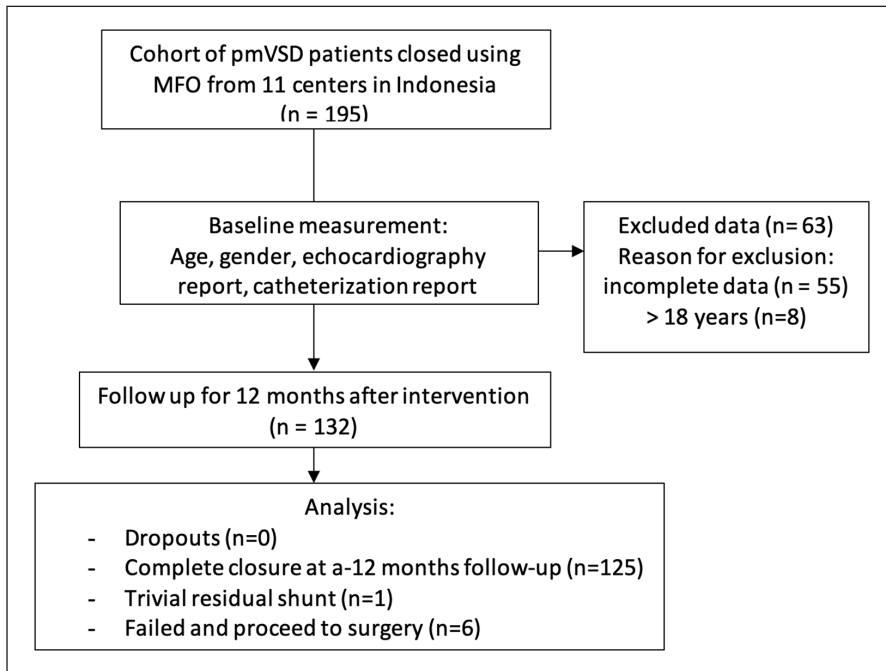 Cohort of pmVSD patients closed using
MFO from 11 centers in Indonesia
(n = 195)
Baseline measurement:
Age, gender, echocardiography
report, catheterization report
Excluded data (n= 63)
Reason for exclusion:
incomplete data (n = 55)
> 18 years (n=8)
Follow up for 12 months after intervention
(n = 132)
Analysis:
- Dropouts (n=0)
- Complete closure at a-12 months follow-up (n=125)
- Trivial residual shunt (n=1)
- Failed and proceed to surgery (n=6)